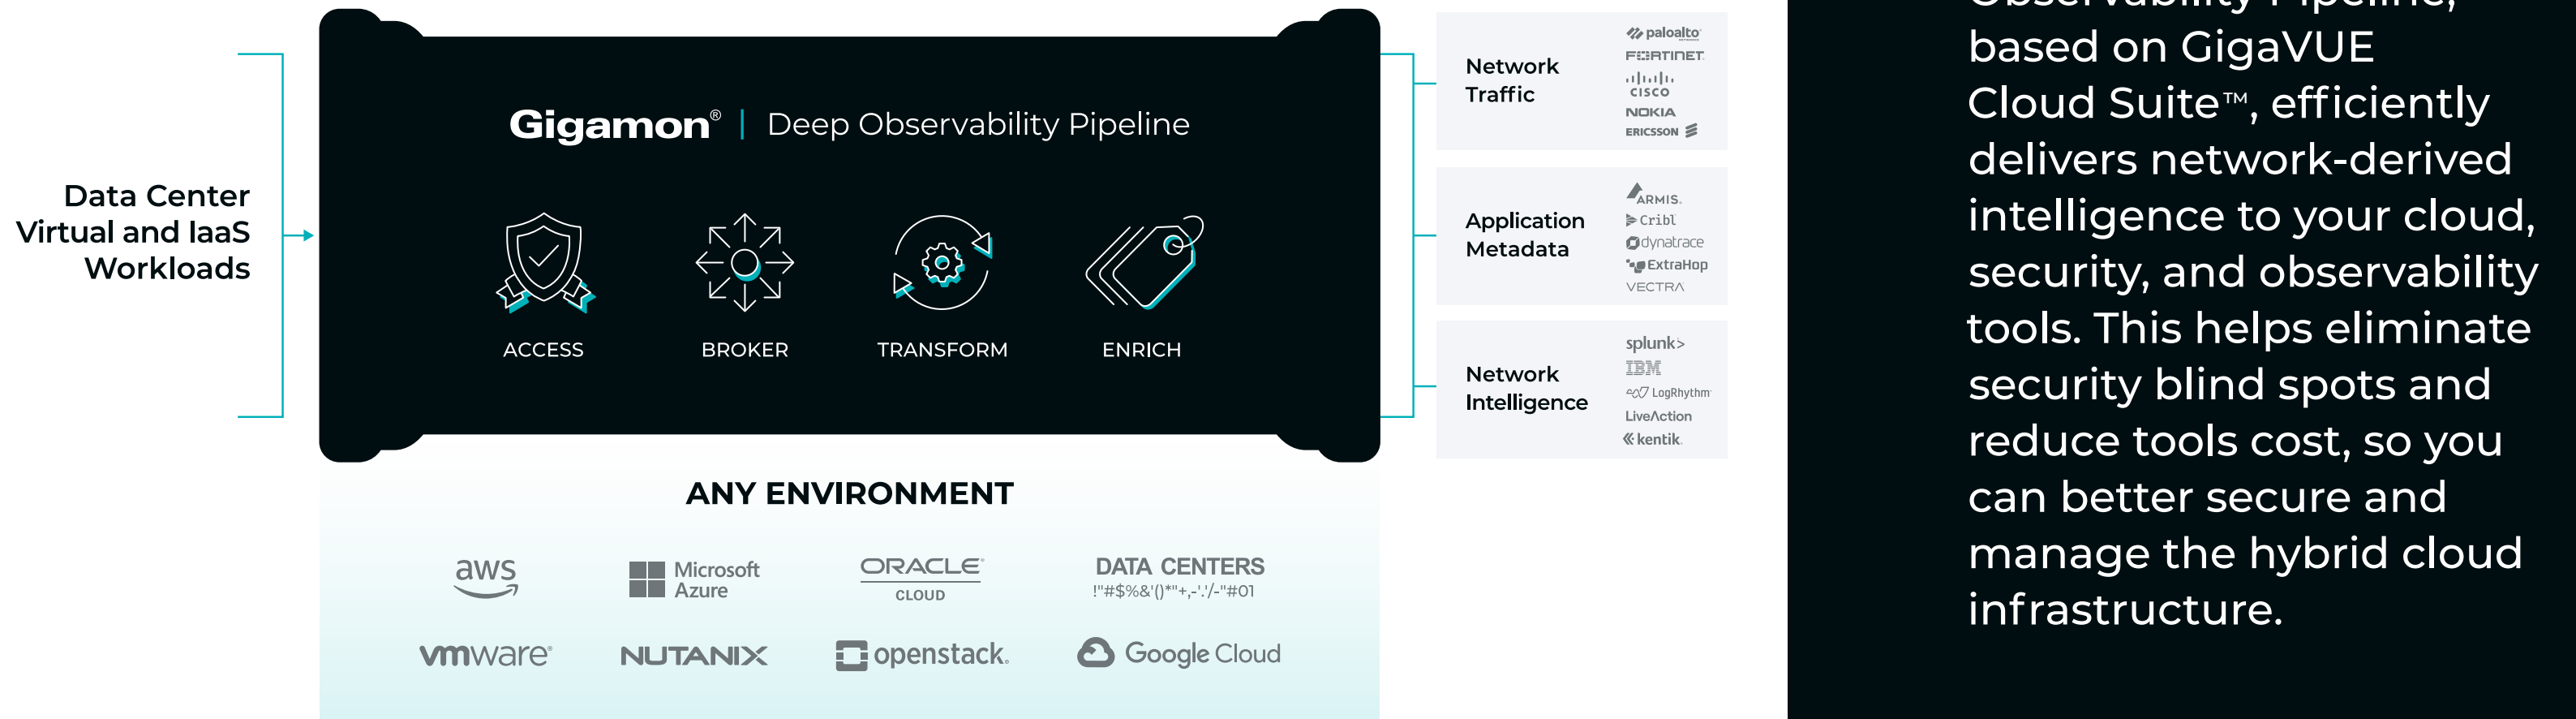 Data Center
Virtual and IaaS
Workloads
Gigamon® | Deep Observability Pipeline
ACCESS
BROKER
TRANSFORM
ENRICH
Network
Traffic
paloalto
FORTINET
CISCO
NOKIA
ERICSSON
Application
Metadata
ARMIS
Cribl
dynatrace
ExtraHop
VECTRA
Network
Intelligence
splunk>
IBM
LogRhythm
LiveAction
kentik
ANY ENVIRONMENT
aws
Microsoft
Azure
ORACLE
CLOUD
DATA CENTERS
!"#$%&'()*"+,-'.'/-"#01
vmware®
NUTANIX
openstack.
Google Cloud
Observability Pipeline,
based on GigaVUE
Cloud Suite™, efficiently
delivers network-derived
intelligence to your cloud,
security, and observability
tools. This helps eliminate
security blind spots and
reduce tools cost, so you
can better secure and
manage the hybrid cloud
infrastructure.